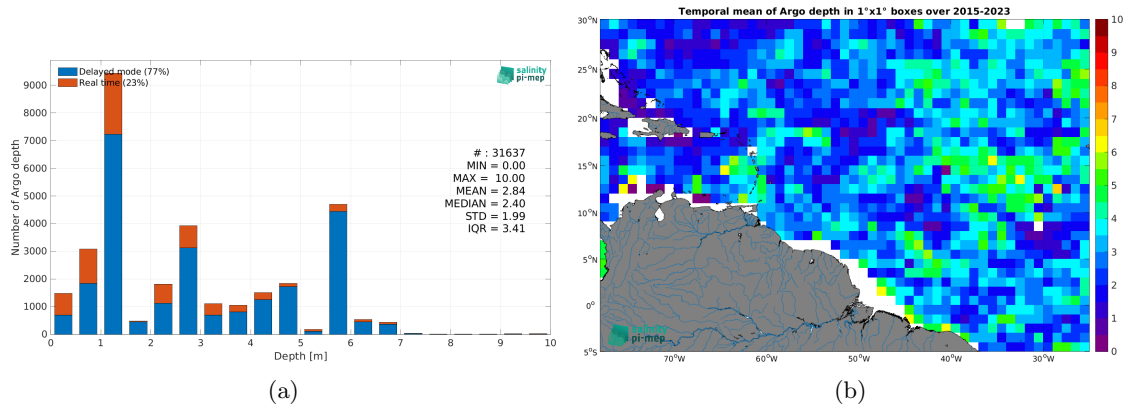 Delayed mode (77%)
Real time (23%)
salinity
pi-mep
Number of Argo depth
9000
8000
7000
6000
5000
4000
3000
2000
1000
0
# : 31637
MIN = 0.00
MAX = 10.00
MEAN = 2.84
MEDIAN = 2.40
STD = 1.99
IQR = 3.41
0 1 2 3 4 5 6 7 8 9 10
Depth [m]
(a)
Temporal mean of Argo depth in 1°x1° boxes over 2015-2023
30°N
25°N
20°N
15°N
10°N
5°N
0°
5°S
70°W 60°W 50°W 40°W 30°W
salinity
pi-mep
10
9
8
7
6
5
4
3
2
1
0
(b)